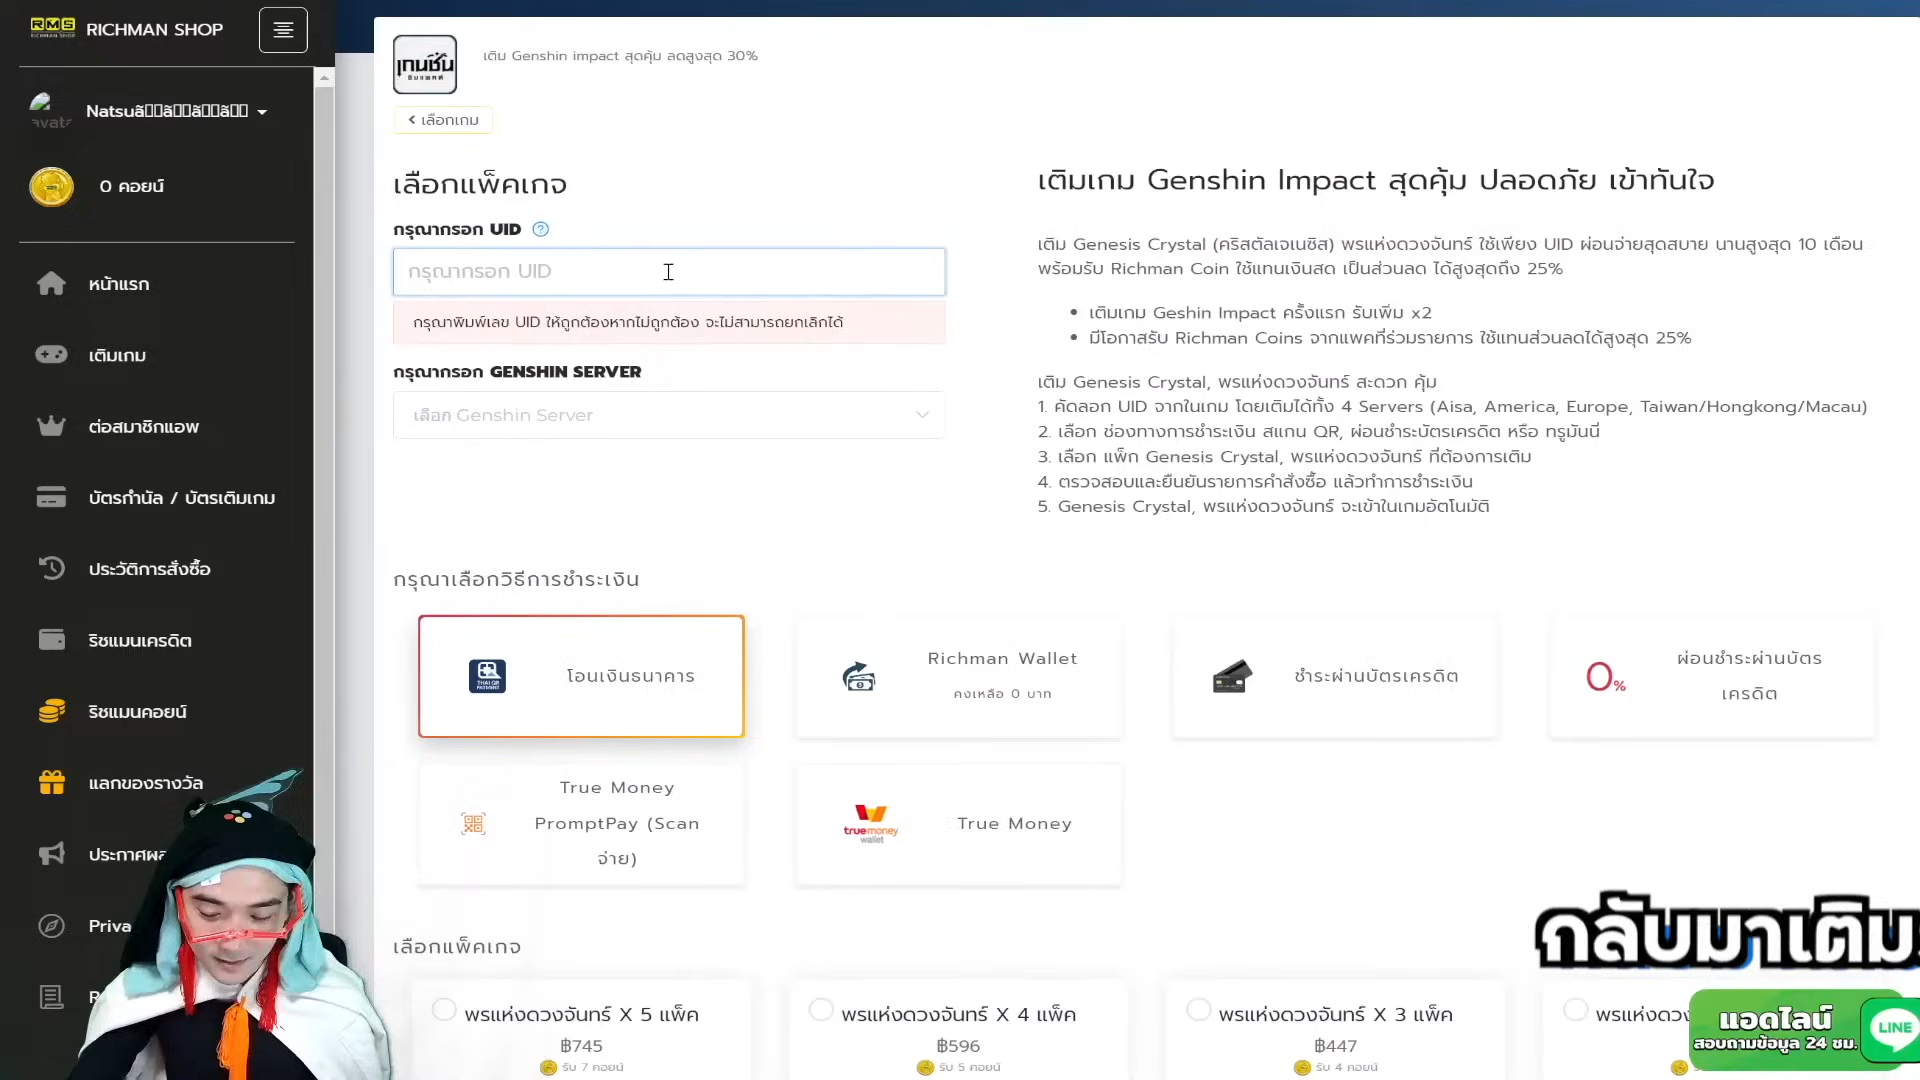 RMS
RICHMAN SHOP
RICHMAN SHOP
0 คอยน์
หน้าแรก
เติมเกม
ต่อสมาชิกแอพ
บัตรกำนัล / บัตรเติมเกม
ประวัติการสั่งซื้อ
ริชแมนเครดิต
ริชแมนคอยน์
แลกของรางวัล
ประกาศผล
Priva
เกนชิน
อิมแพกต์
เติม Genshin impact สุดคุ้ม ลดสูงสุด 30%
เลือกเกม
เลือกแพ็คเกจ
กรุณากรอก UID
กรุณากรอก UID
กรุณาพิมพ์เลข UID ให้ถูกต้องหากไม่ถูกต้อง จะไม่สามารถยกเลิกได้
กรุณากรอก GENSHIN SERVER
เลือก Genshin Server
เติมเกม Genshin Impact สุดคุ้ม ปลอดภัย เข้าทันใจ
เติม Genesis Crystal (คริสตัลเจเนซิส) พรแห่งดวงจันทร์ ใช้เพียง UID ผ่อนจ่ายสุดสบาย นานสูงสุด 10 เดือน
พร้อมรับ Richman Coin ใช้แทนเงินสด เป็นส่วนลด ได้สูงสุดถึง 25%
• เติมเกม Geshin Impact ครั้งแรก รับเพิ่ม x2
• มีโอกาสรับ Richman Coins จากแพคที่ร่วมรายการ ใช้แทนส่วนลดได้สูงสุด 25%
เติม Genesis Crystal, พรแห่งดวงจันทร์ สะดวก คุ้ม
1. คัดลอก UID จากในเกม โดยเติมได้ทั้ง 4 Servers (Aisa, America, Europe, Taiwan/Hongkong/Macau)
2. เลือก ช่องทางการชำระเงิน สแกน QR, ผ่อนชำระบัตรเครดิต หรือ ทรูมันนี่
3. เลือก แพ็ก Genesis Crystal, พรแห่งดวงจันทร์ ที่ต้องการเติม
4. ตรวจสอบและยืนยันรายการคำสั่งซื้อ แล้วทำการชำระเงิน
5. Genesis Crystal, พรแห่งดวงจันทร์ จะเข้าในเกมอัตโนมัติ
กรุณาเลือกวิธีการชำระเงิน
THAI QR
PAYMENT
โอนเงินธนาคาร
Richman Wallet
คงเหลือ 0 บาท
ชำระผ่านบัตรเครดิต
0%
ผ่อนชำระผ่านบัตร
เครดิต
True Money
PromptPay (Scan
จ่าย)
truemoney
wallet
True Money
เลือกแพ็คเกจ
พรแห่งดวงจันทร์ X 5 แพ็ค
฿745
รับ 7 คอยน์
พรแห่งดวงจันทร์ X 4 แพ็ค
฿596
รับ 5 คอยน์
พรแห่งดวงจันทร์ X 3 แพ็ค
฿447
รับ 4 คอยน์
กลับมาเติม
แอดไลน์
สอบถามข้อมูล 24 ชม.
LINE